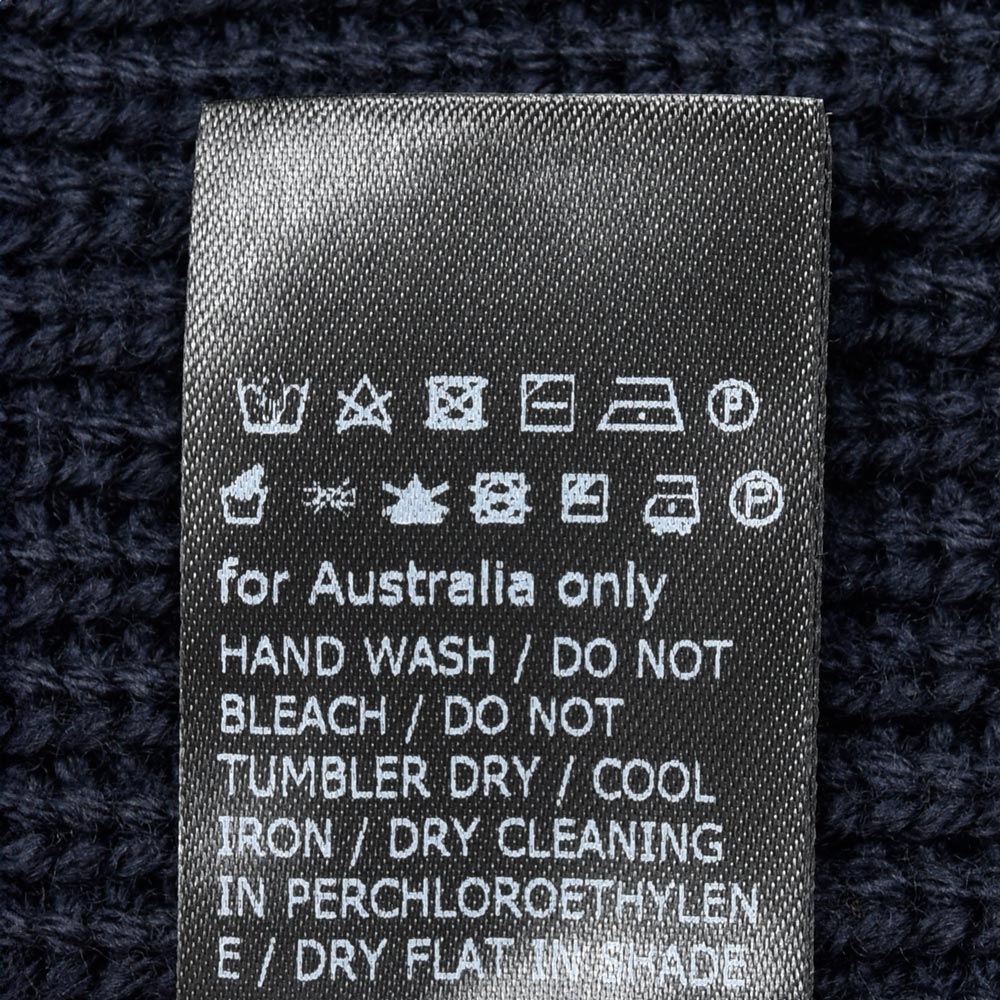 P
P
for Australia only
HAND WASH / DO NOT
BLEACH / DO NOT
TUMBLER DRY / COOL
IRON / DRY CLEANING
IN PERCHLOROETHYLEN
E / DRY FLAT IN SHADE